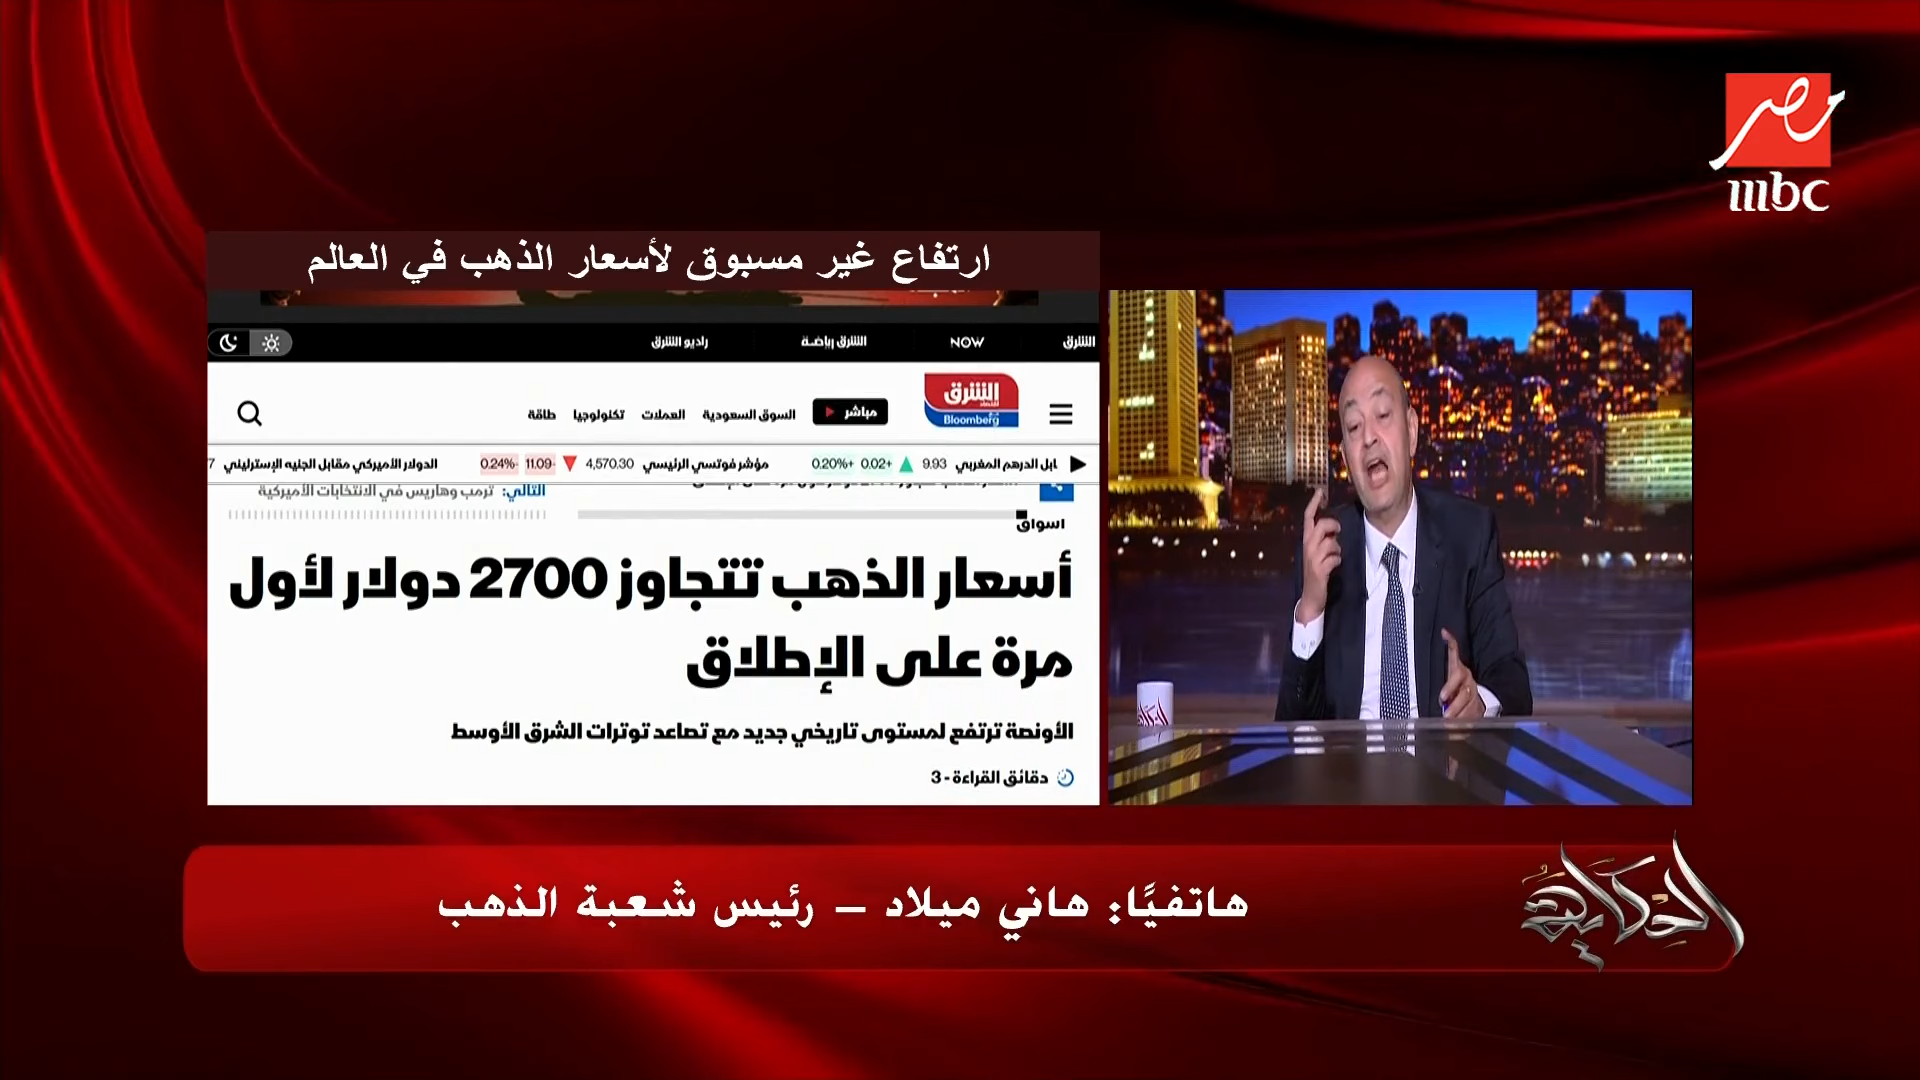 مصر
mbc
ارتفاع غير مسبوق لأسعار الذهب في العالم
الشرق NOW الشرق رياضة راديو الشرق
الشرق
Bloomberg
مباشر السوق السعودية العملات تكنولوجيا طاقة
ابل الدرهم المغربي 9.93 ▲ 0.02+ 0.20%+ مؤشر فوتسي الرئيسي 4,570.30 ▼ 11.09- 0.24%- الدولار الأميركي مقابل الجنيه الإسترليني 7
التالي: ترمب وهاريس في الانتخابات الأميركية
أسواق
أسعار الذهب تتجاوز 2700 دولار لأول
مرة على الإطلاق
الأونصة ترتفع لمستوى تاريخي جديد مع تصاعد توترات الشرق الأوسط
دقائق القراءة - 3
الحكاية
هاتفيًا: هاني ميلاد – رئيس شعبة الذهب
الحكاية